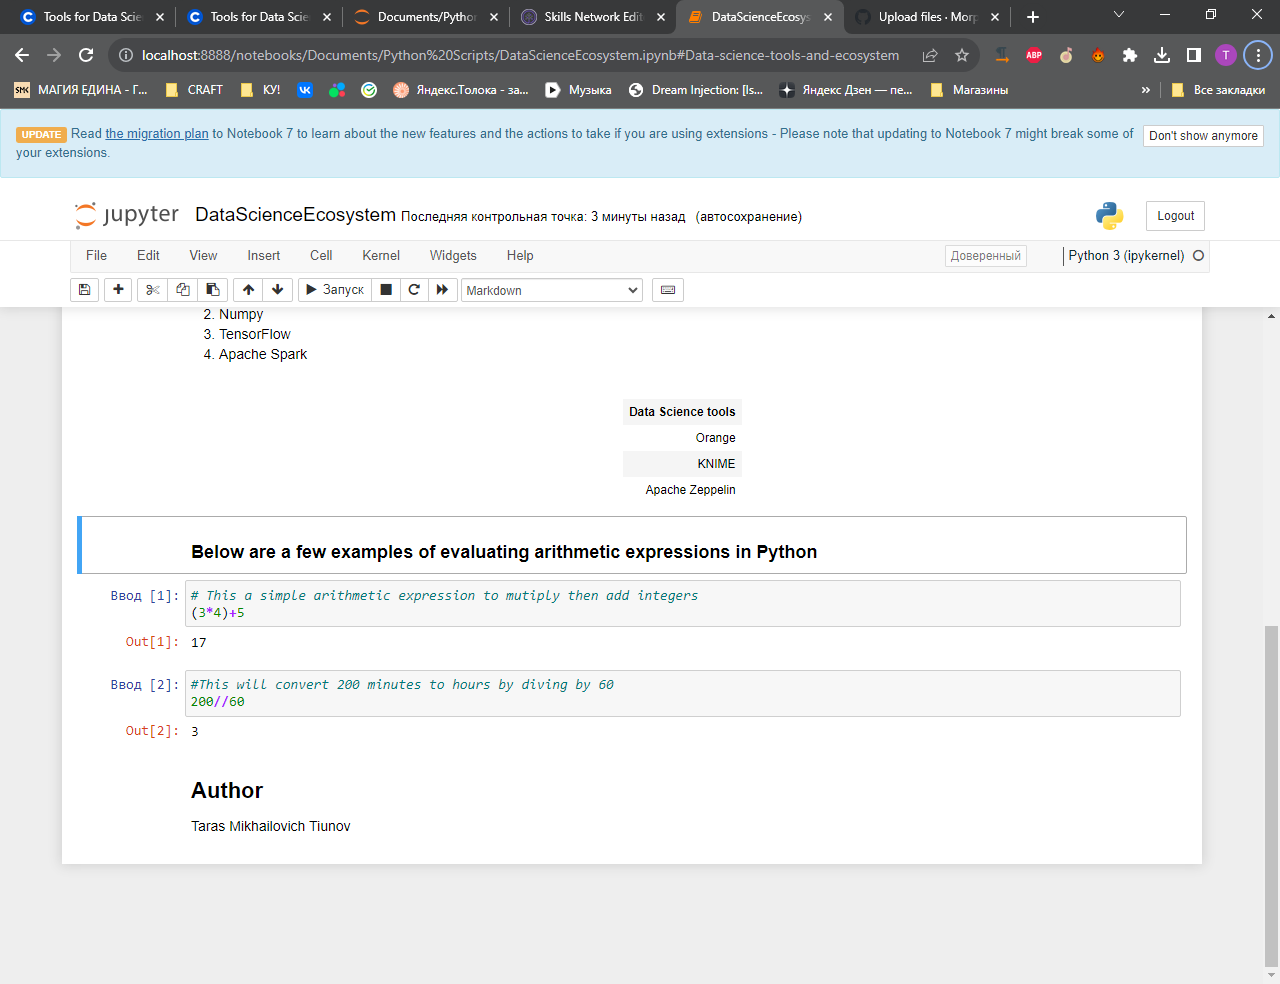 Tools for Data Scie
Tools for Data Scie
Documents/Python
Skills Network Edit
DataScienceEcosys
Upload files · Morp
localhost:8888/notebooks/Documents/Python%20Scripts/DataScienceEcosystem.ipynb#Data-science-tools-and-ecosystem
ABP
T
SMK
МАГИЯ ЕДИНА - Г...
CRAFT
КУ!
Яндекс.Толока - за...
Музыка
Dream Injection: [Is...
Яндекс Дзен — пе...
Магазины
»
Все закладки
UPDATE Read the migration plan to Notebook 7 to learn about the new features and the actions to take if you are using extensions - Please note that updating to Notebook 7 might break some of
your extensions.
Don't show anymore
jupyter
DataScienceEcosystem Последняя контрольная точка: 3 минуты назад (автосохранение)
Logout
File Edit View Insert Cell Kernel Widgets Help
Доверенный
Python 3 (ipykernel)
Запуск
Markdown
2. Numpy
3. TensorFlow
4. Apache Spark
Data Science tools
Orange
KNIME
Apache Zeppelin
Below are a few examples of evaluating arithmetic expressions in Python
Ввод [1]: # This a simple arithmetic expression to mutiply then add integers
(3*4)+5
Out[1]: 17
Ввод [2]: #This will convert 200 minutes to hours by diving by 60
200//60
Out[2]: 3
Author
Taras Mikhailovich Tiunov